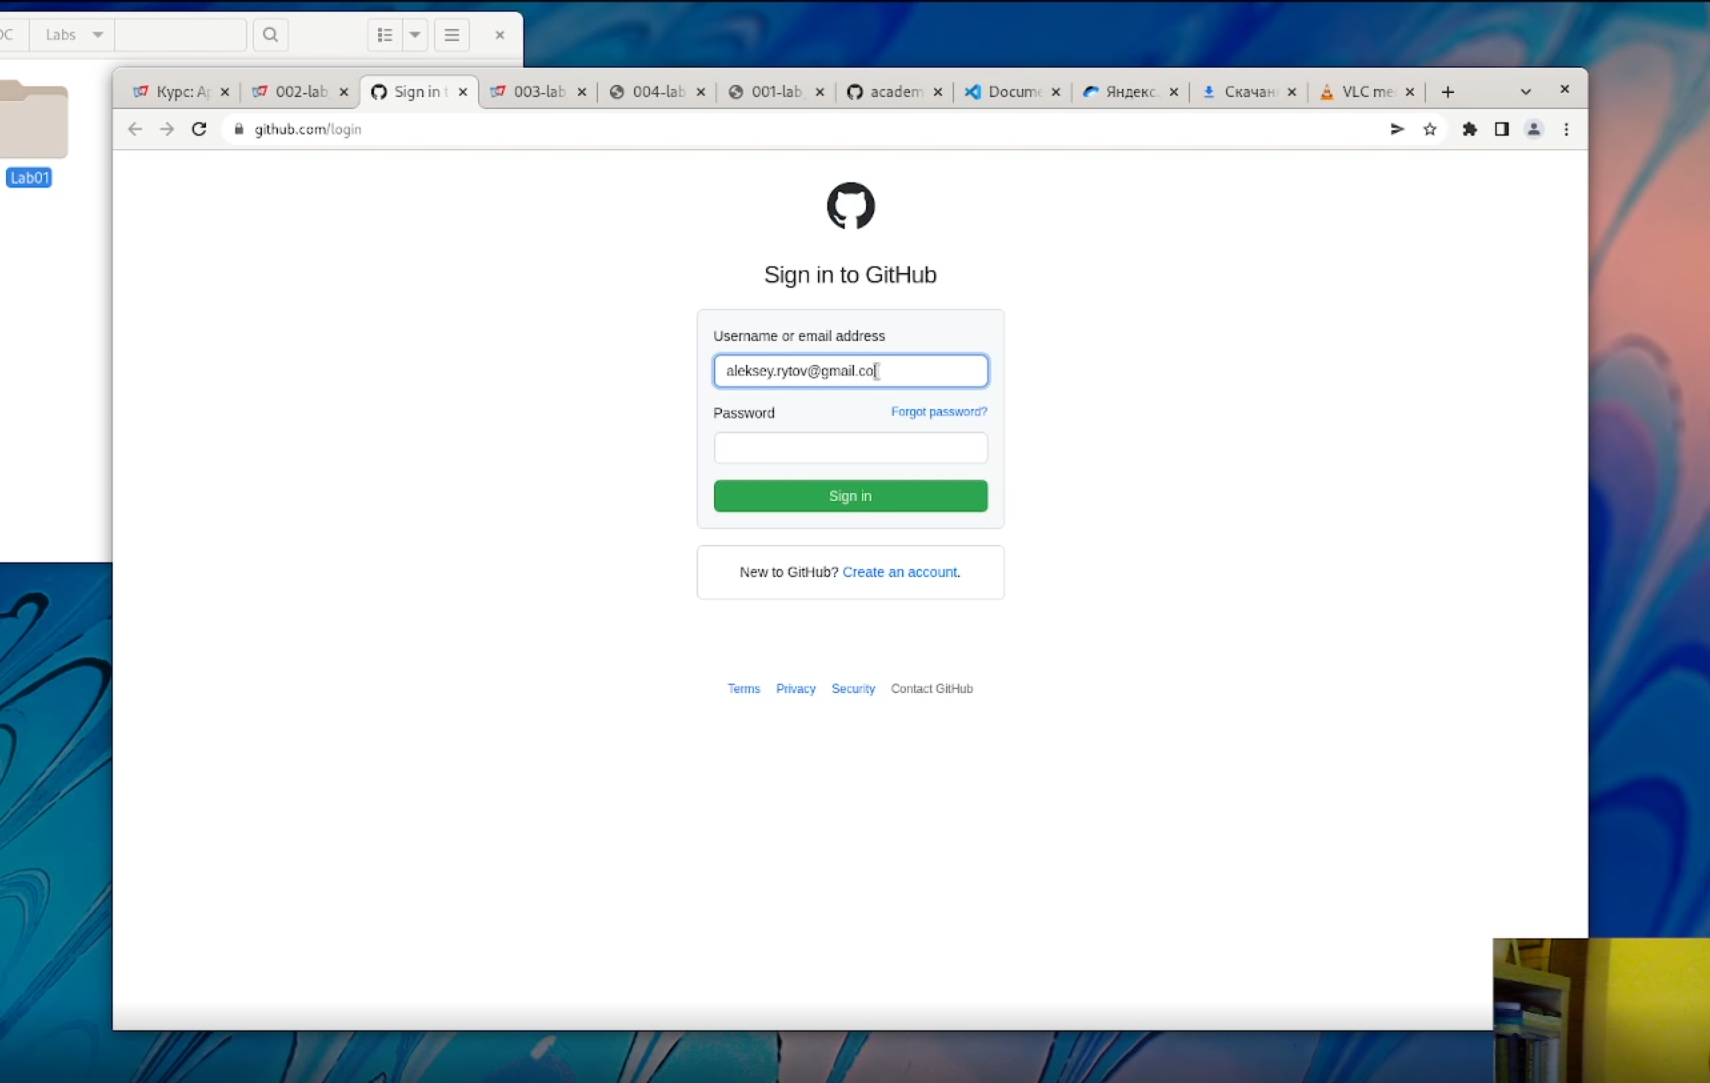 Labs
Lab01
Курс: Ар
002-lab
Sign in t
003-lab
004-lab
001-lab
academ
Docume
Яндекс.
Скачан
VLC me
github.com/login
Sign in to GitHub
Username or email address
aleksey.rytov@gmail.co
Password Forgot password?
Sign in
New to GitHub? Create an account.
Terms Privacy Security Contact GitHub